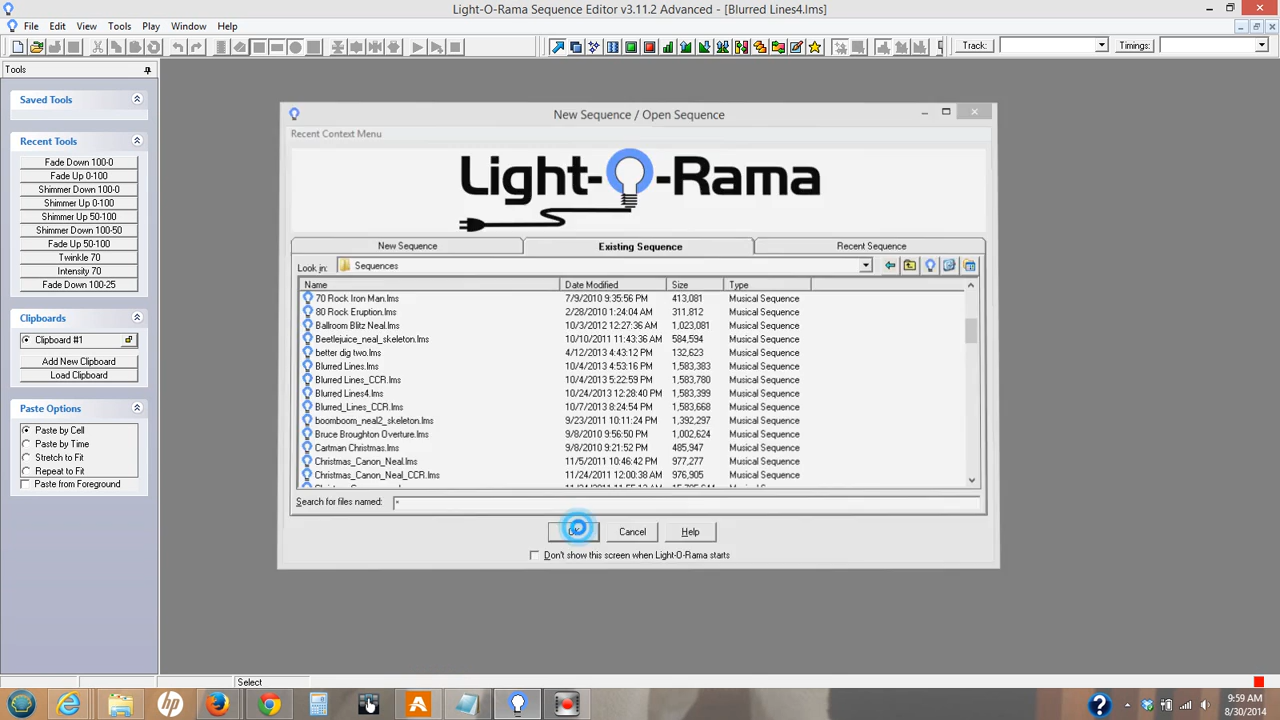 Light-O-Rama Sequence Editor v3.11.2 Advanced - [Blurred Lines4.lms]
File Edit View Tools Play Window Help
Track: Timings:
Tools
Saved Tools
Recent Tools
Fade Down 100-0
Fade Up 0-100
Shimmer Down 100-0
Shimmer Up 0-100
Shimmer Up 50-100
Shimmer Down 100-50
Fade Up 50-100
Twinkle 70
Intensity 70
Fade Down 100-25
Clipboards
Clipboard #1
Add New Clipboard
Load Clipboard
Paste Options
Paste by Cell
Paste by Time
Stretch to Fit
Repeat to Fit
Paste from Foreground
New Sequence / Open Sequence
Recent Context Menu
Light-O-Rama
New Sequence Existing Sequence Recent Sequence
Look in: Sequences
Name Date Modified Size Type
70 Rock Iron Man.lms 7/9/2010 9:35:56 PM 413,081 Musical Sequence
80 Rock Eruption.lms 2/28/2010 1:24:04 AM 311,812 Musical Sequence
Ballroom Blitz Neal.lms 10/3/2012 12:27:36 AM 1,023,081 Musical Sequence
Beetlejuice_neal_skeleton.lms 10/10/2011 11:43:36 AM 584,594 Musical Sequence
better dig two.lms 4/12/2013 4:43:12 PM 132,623 Musical Sequence
Blurred Lines.lms 10/4/2013 4:53:16 PM 1,583,383 Musical Sequence
Blurred Lines_CCR.lms 10/4/2013 5:22:59 PM 1,583,780 Musical Sequence
Blurred Lines4.lms 10/24/2013 12:28:40 PM 1,583,399 Musical Sequence
Blurred_Lines_CCR.lms 10/7/2013 8:24:54 PM 1,583,668 Musical Sequence
boomboom_neal2_skeleton.lms 9/23/2011 10:11:24 PM 1,392,297 Musical Sequence
Bruce Broughton Overture.lms 9/8/2010 9:56:50 PM 1,002,624 Musical Sequence
Cartman Christmas.lms 9/8/2010 9:21:52 PM 485,947 Musical Sequence
Christmas_Canon_Neal.lms 11/5/2011 10:46:42 PM 977,277 Musical Sequence
Christmas_Canon_Neal_CCR.lms 11/24/2011 12:00:38 AM 976,905 Musical Sequence
Search for files named: *
Cancel Help
Don't show this screen when Light-O-Rama starts
Select
9:59 AM
8/30/2014